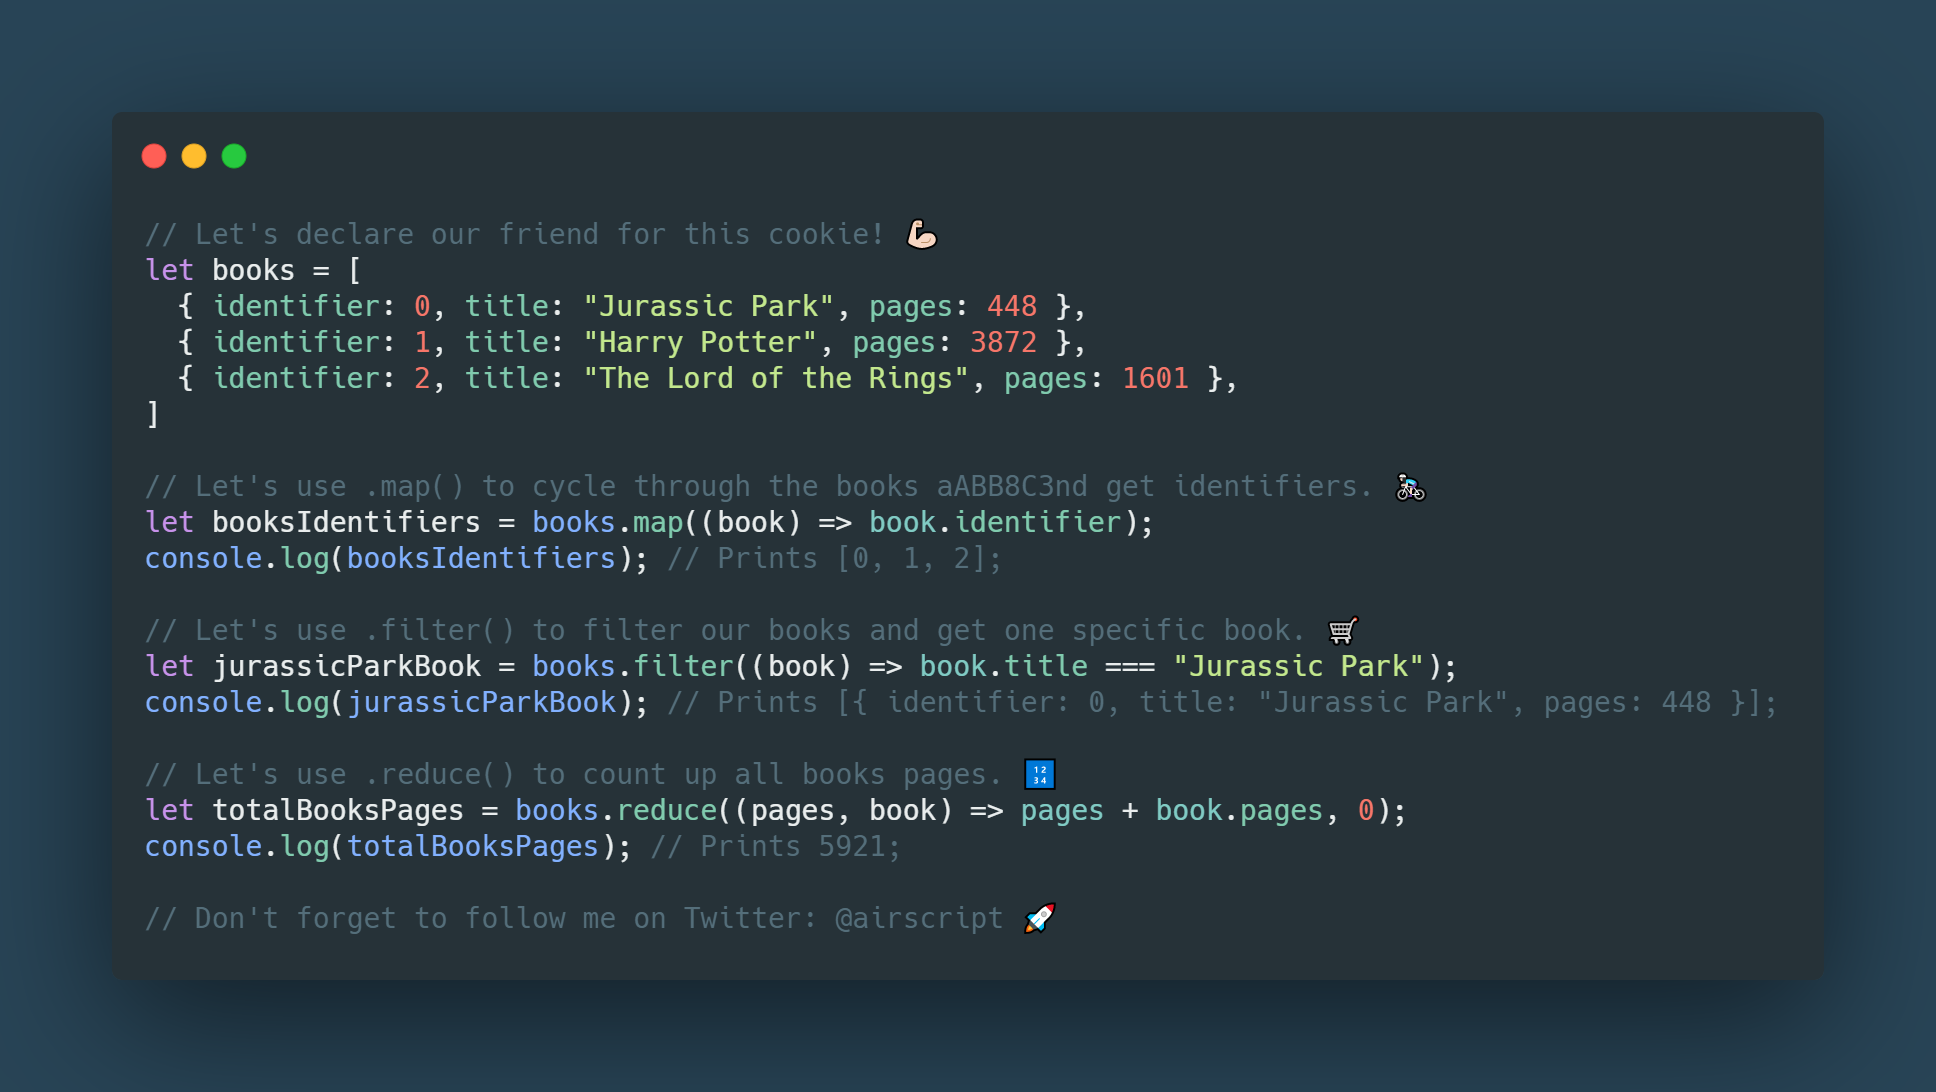 // Let's declare our friend for this cookie! 💪🏻
let books = [
  { identifier: 0, title: "Jurassic Park", pages: 448 },
  { identifier: 1, title: "Harry Potter", pages: 3872 },
  { identifier: 2, title: "The Lord of the Rings", pages: 1601 },
]
// Let's use .map() to cycle through the books aABB8C3nd get identifiers. 🚴🏻‍♀️
let booksIdentifiers = books.map((book) => book.identifier);
console.log(booksIdentifiers); // Prints [0, 1, 2];
// Let's use .filter() to filter our books and get one specific book. 🛒
let jurassicParkBook = books.filter((book) => book.title === "Jurassic Park");
console.log(jurassicParkBook); // Prints [{ identifier: 0, title: "Jurassic Park", pages: 448 }];
// Let's use .reduce() to count up all books pages. 🔢
let totalBooksPages = books.reduce((pages, book) => pages + book.pages, 0);
console.log(totalBooksPages); // Prints 5921;
// Don't forget to follow me on Twitter: @airscript 🚀